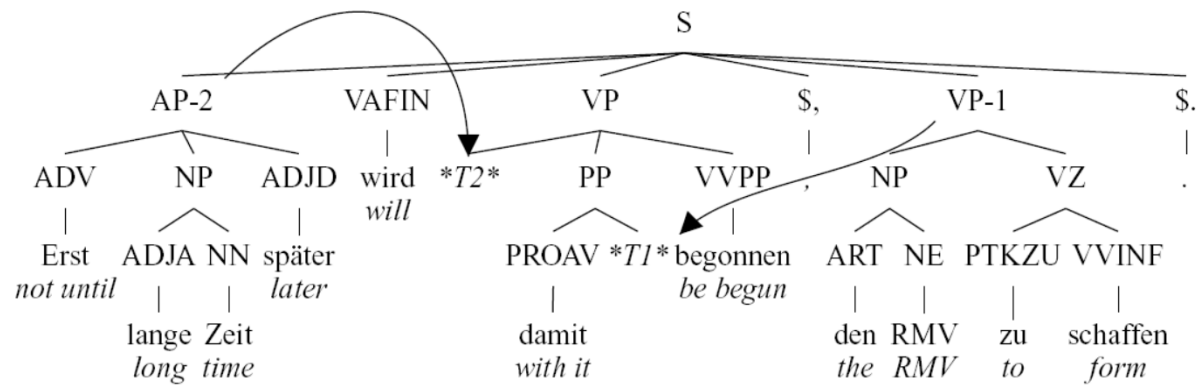 S
AP-2 VAFIN VP $, VP-1 $.
ADV NP ADJD wird *T2* PP VVPP , NP VZ .
will
Erst ADJA NN später PROAV *T1* begonnen ART NE PTKZU VVINF
not until later be begun
lange Zeit damit den RMV zu schaffen
long time with it the RMV to form